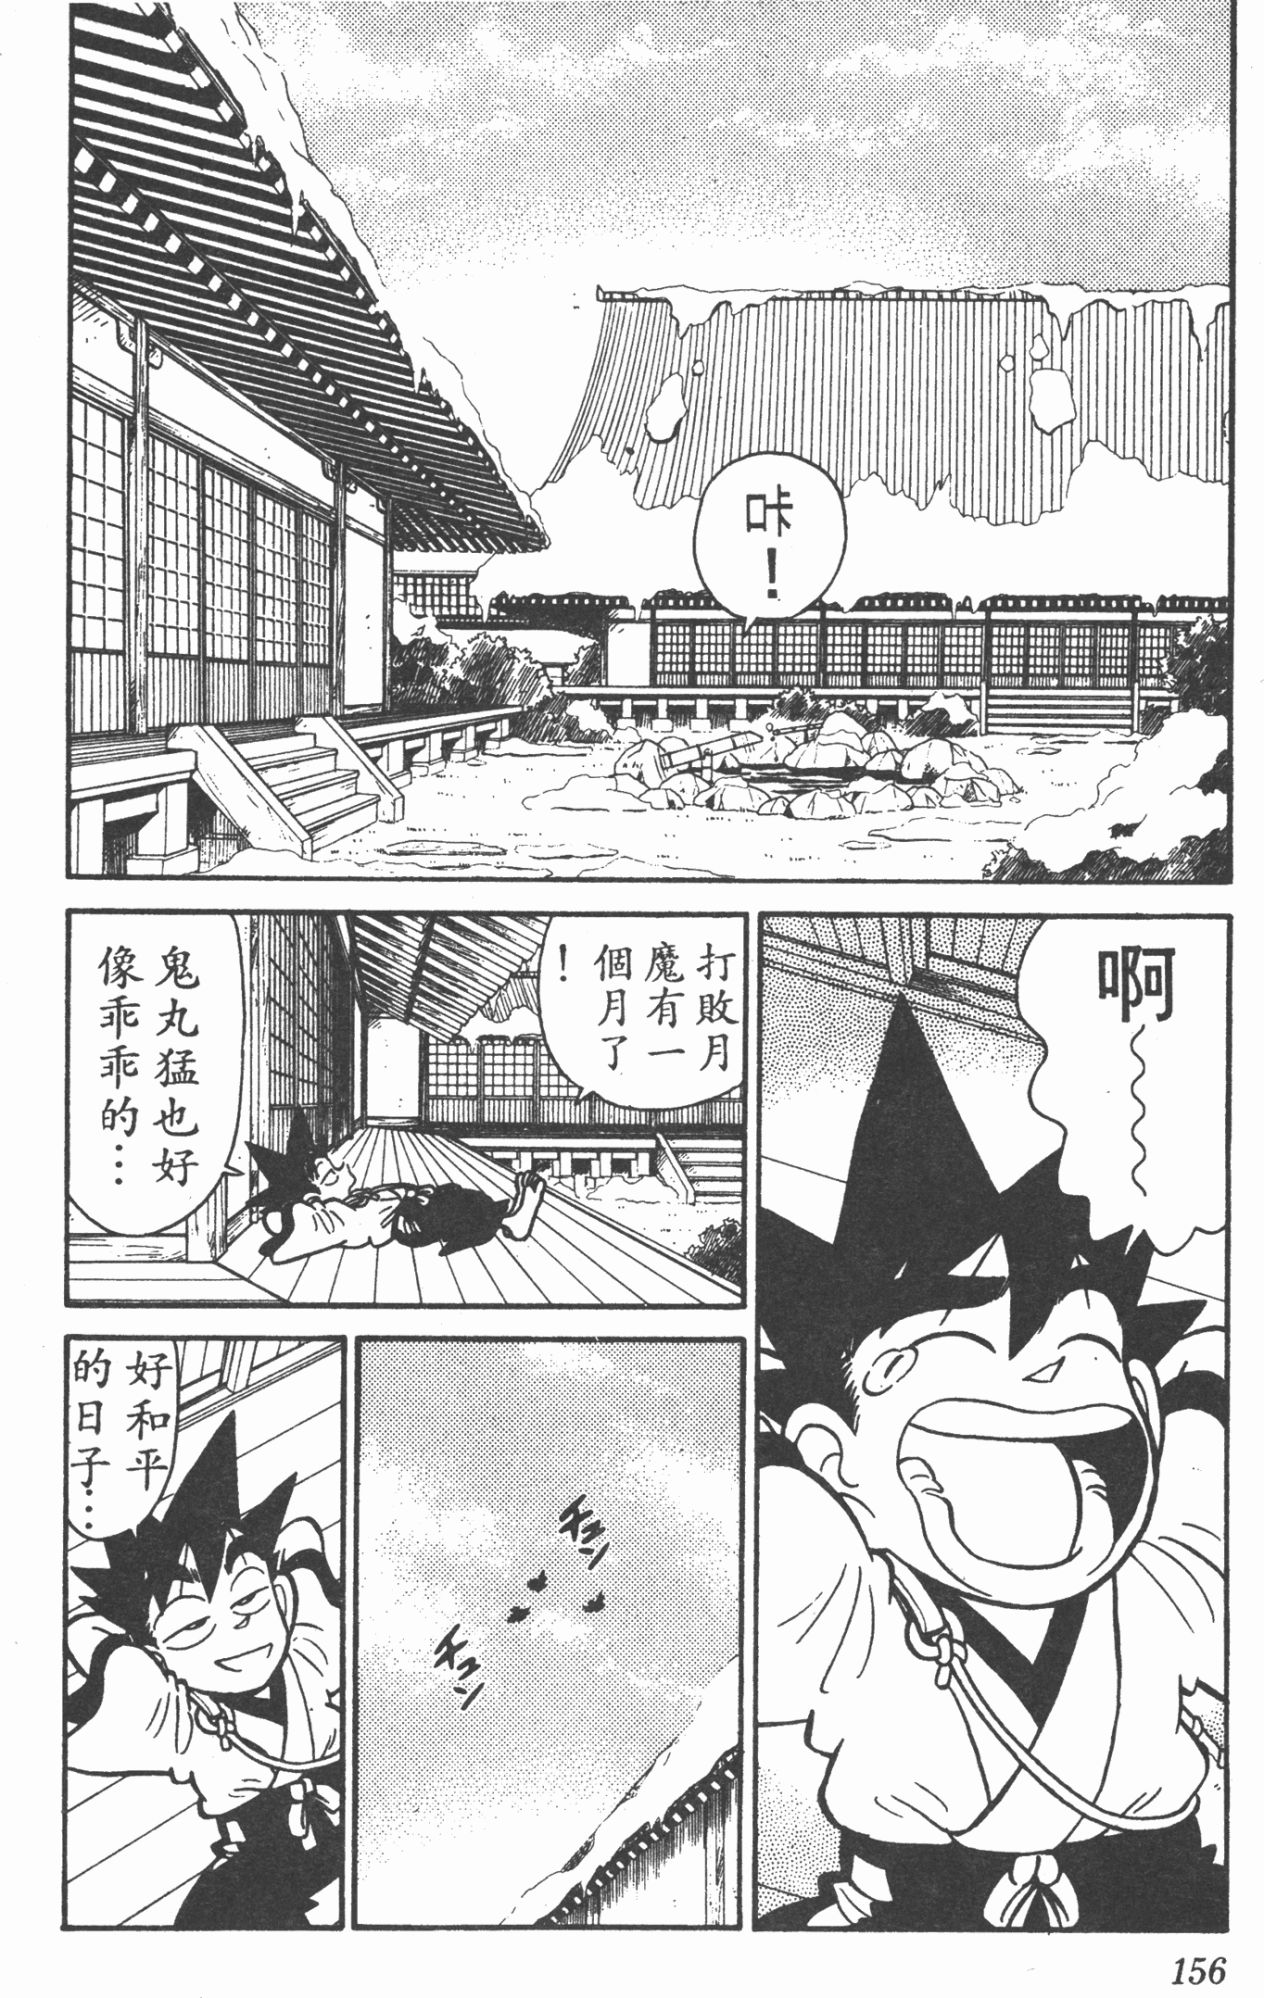 咔！
啊
打敗月
魔有一
個月了
！
鬼丸猛也好
像乖乖的…
チュン
チュン
好和平
的日子…
156